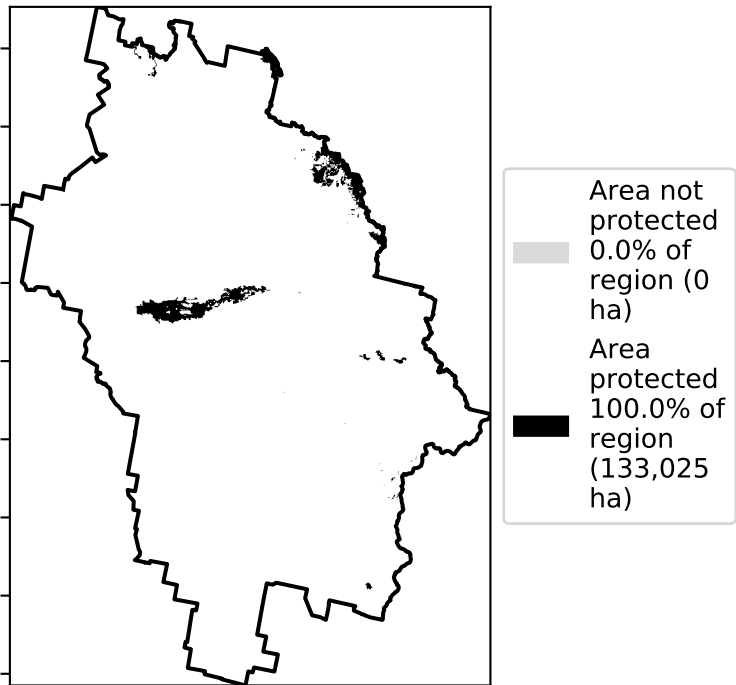 Area not
protected
0.0% of
region (0
ha)
Area
protected
100.0% of
region
(133,025
ha)